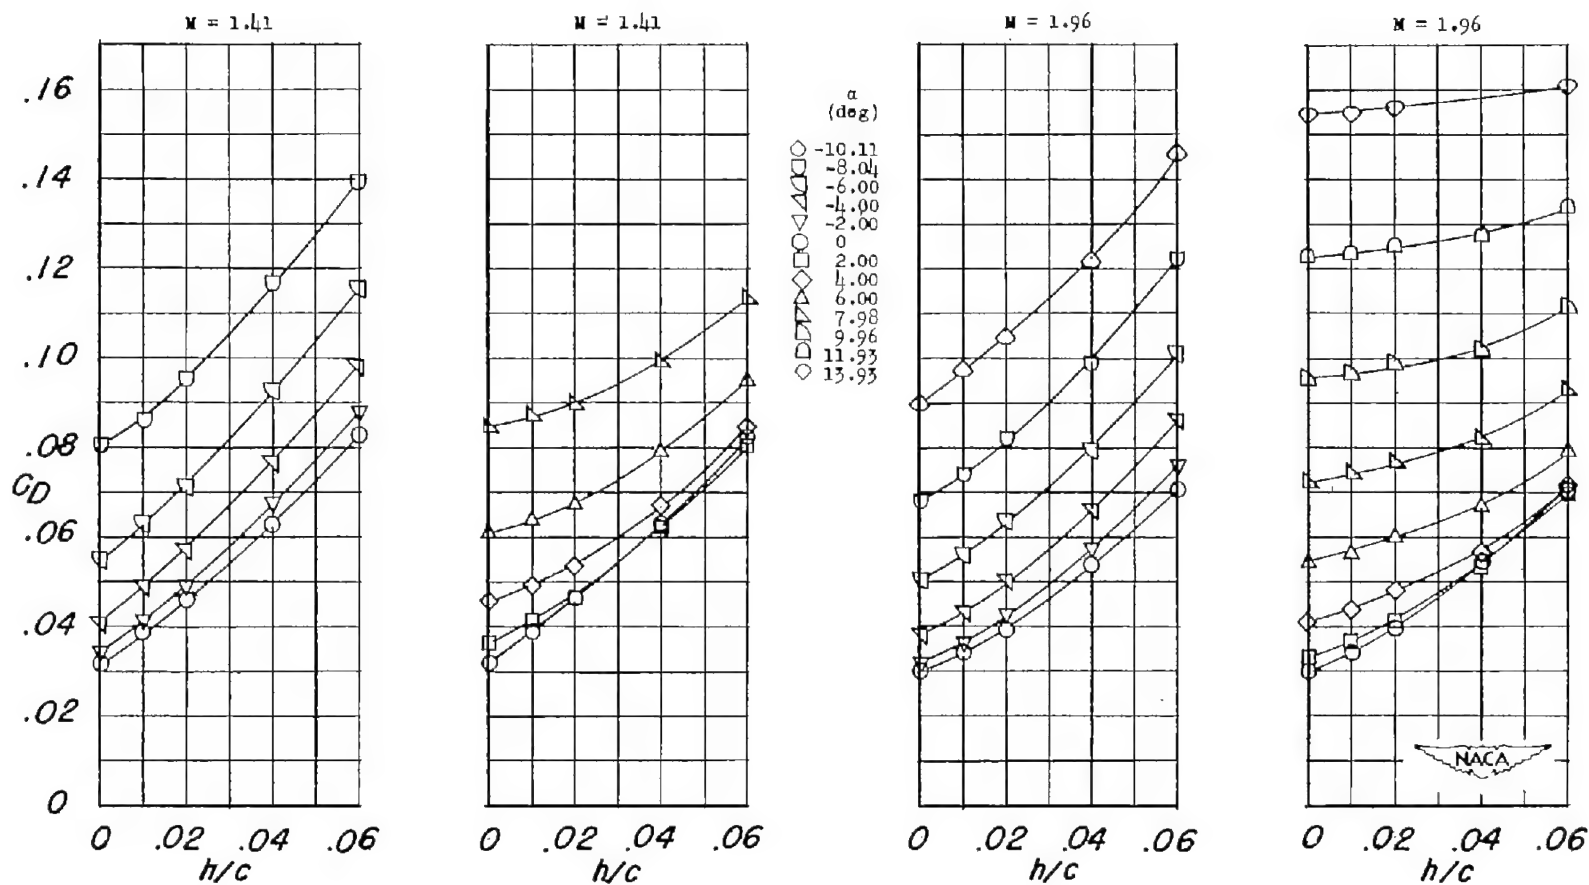 M = 1.41
M = 1.41
M = 1.96
M = 1.96
.16
.14
.12
.10
.08
C_D
.06
.04
.02
0
α
(deg)
-10.11
-8.04
-6.00
-4.00
-2.00
0
2.00
4.00
6.00
7.98
9.96
11.93
13.93
NACA
0 .02 .04 .06
h/c
0 .02 .04 .06
h/c
0 .02 .04 .06
h/c
0 .02 .04 .06
h/c